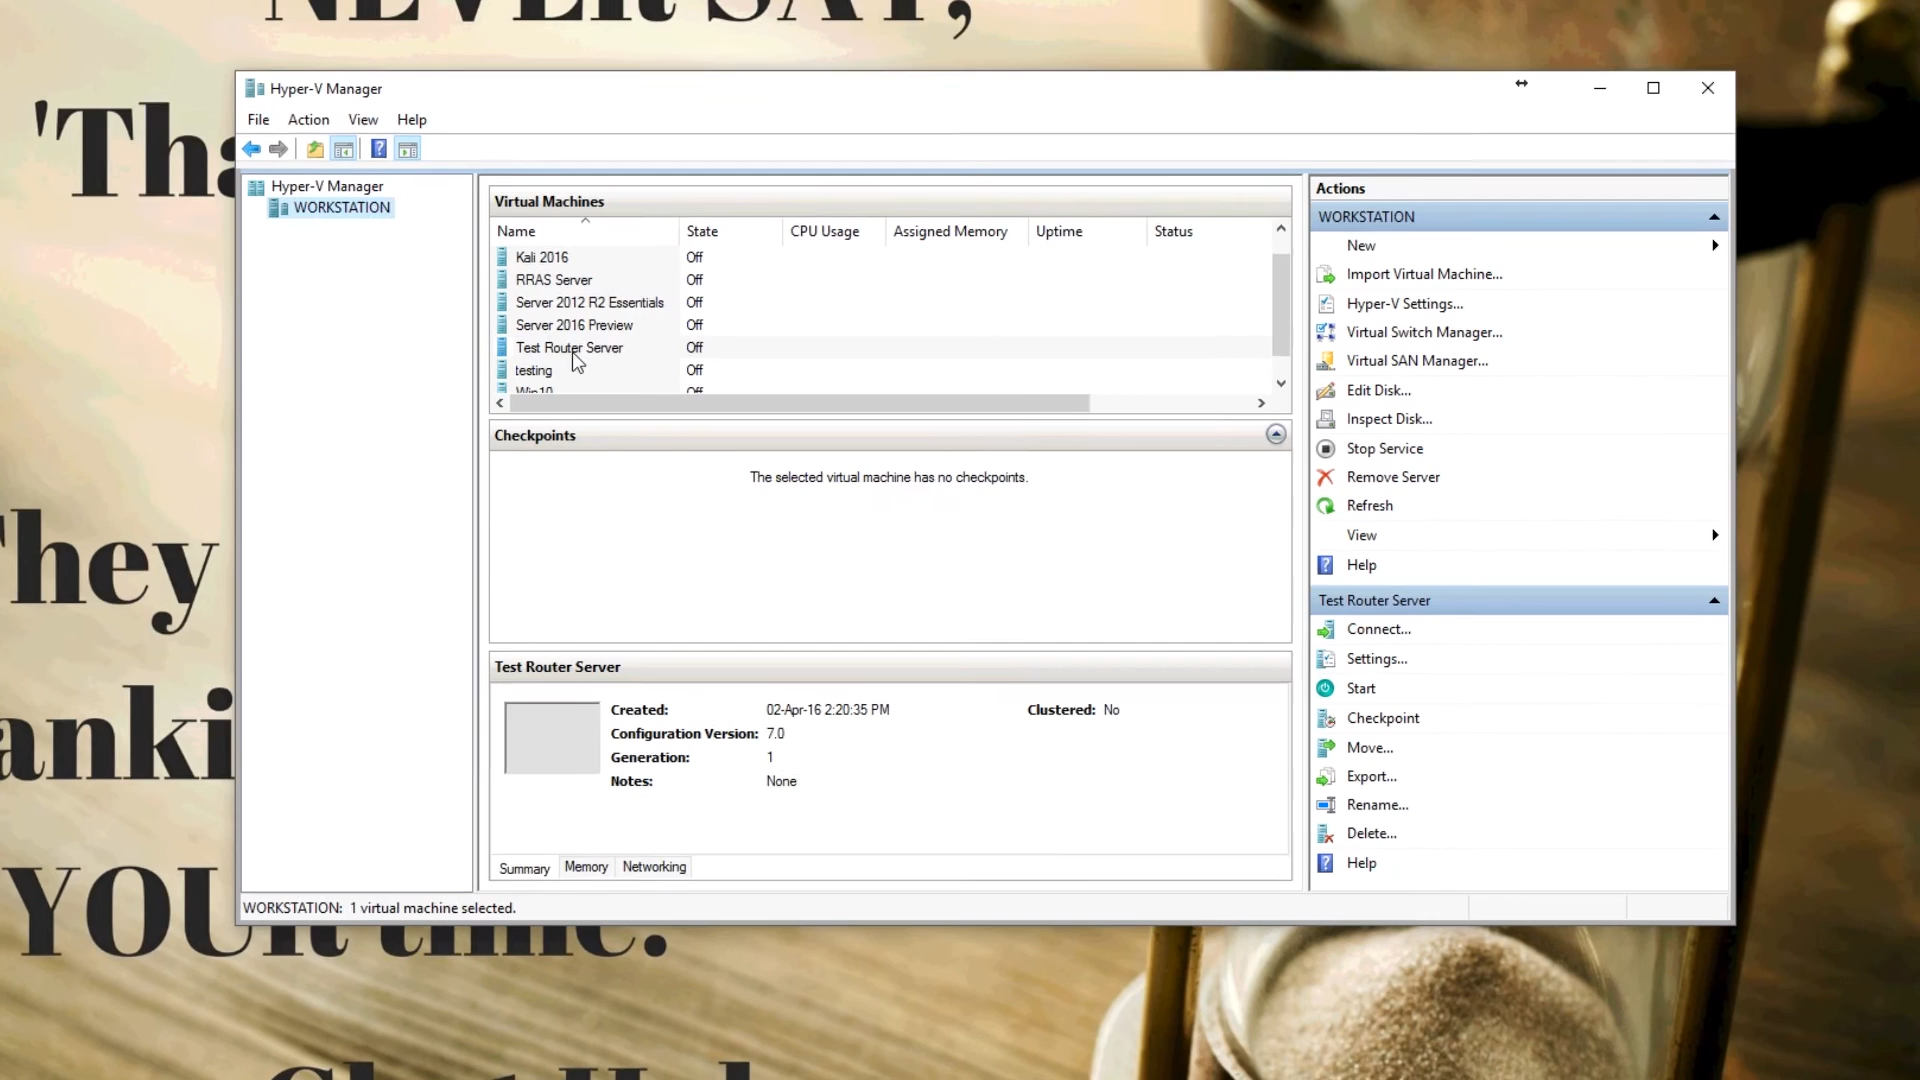 NEVER SAY,
'Tha
They
anki
YOUR time.
Hyper-V Manager
File Action View Help
Hyper-V Manager
WORKSTATION
Virtual Machines
Name State CPU Usage Assigned Memory Uptime Status
Kali 2016 Off
RRAS Server Off
Server 2012 R2 Essentials Off
Server 2016 Preview Off
Test Router Server Off
testing Off
Win10 Off
Checkpoints
The selected virtual machine has no checkpoints.
Test Router Server
Created: 02-Apr-16 2:20:35 PM Clustered: No
Configuration Version: 7.0
Generation: 1
Notes: None
Summary Memory Networking
WORKSTATION: 1 virtual machine selected.
Actions
WORKSTATION
New
Import Virtual Machine...
Hyper-V Settings...
Virtual Switch Manager...
Virtual SAN Manager...
Edit Disk...
Inspect Disk...
Stop Service
Remove Server
Refresh
View
Help
Test Router Server
Connect...
Settings...
Start
Checkpoint
Move...
Export...
Rename...
Delete...
Help